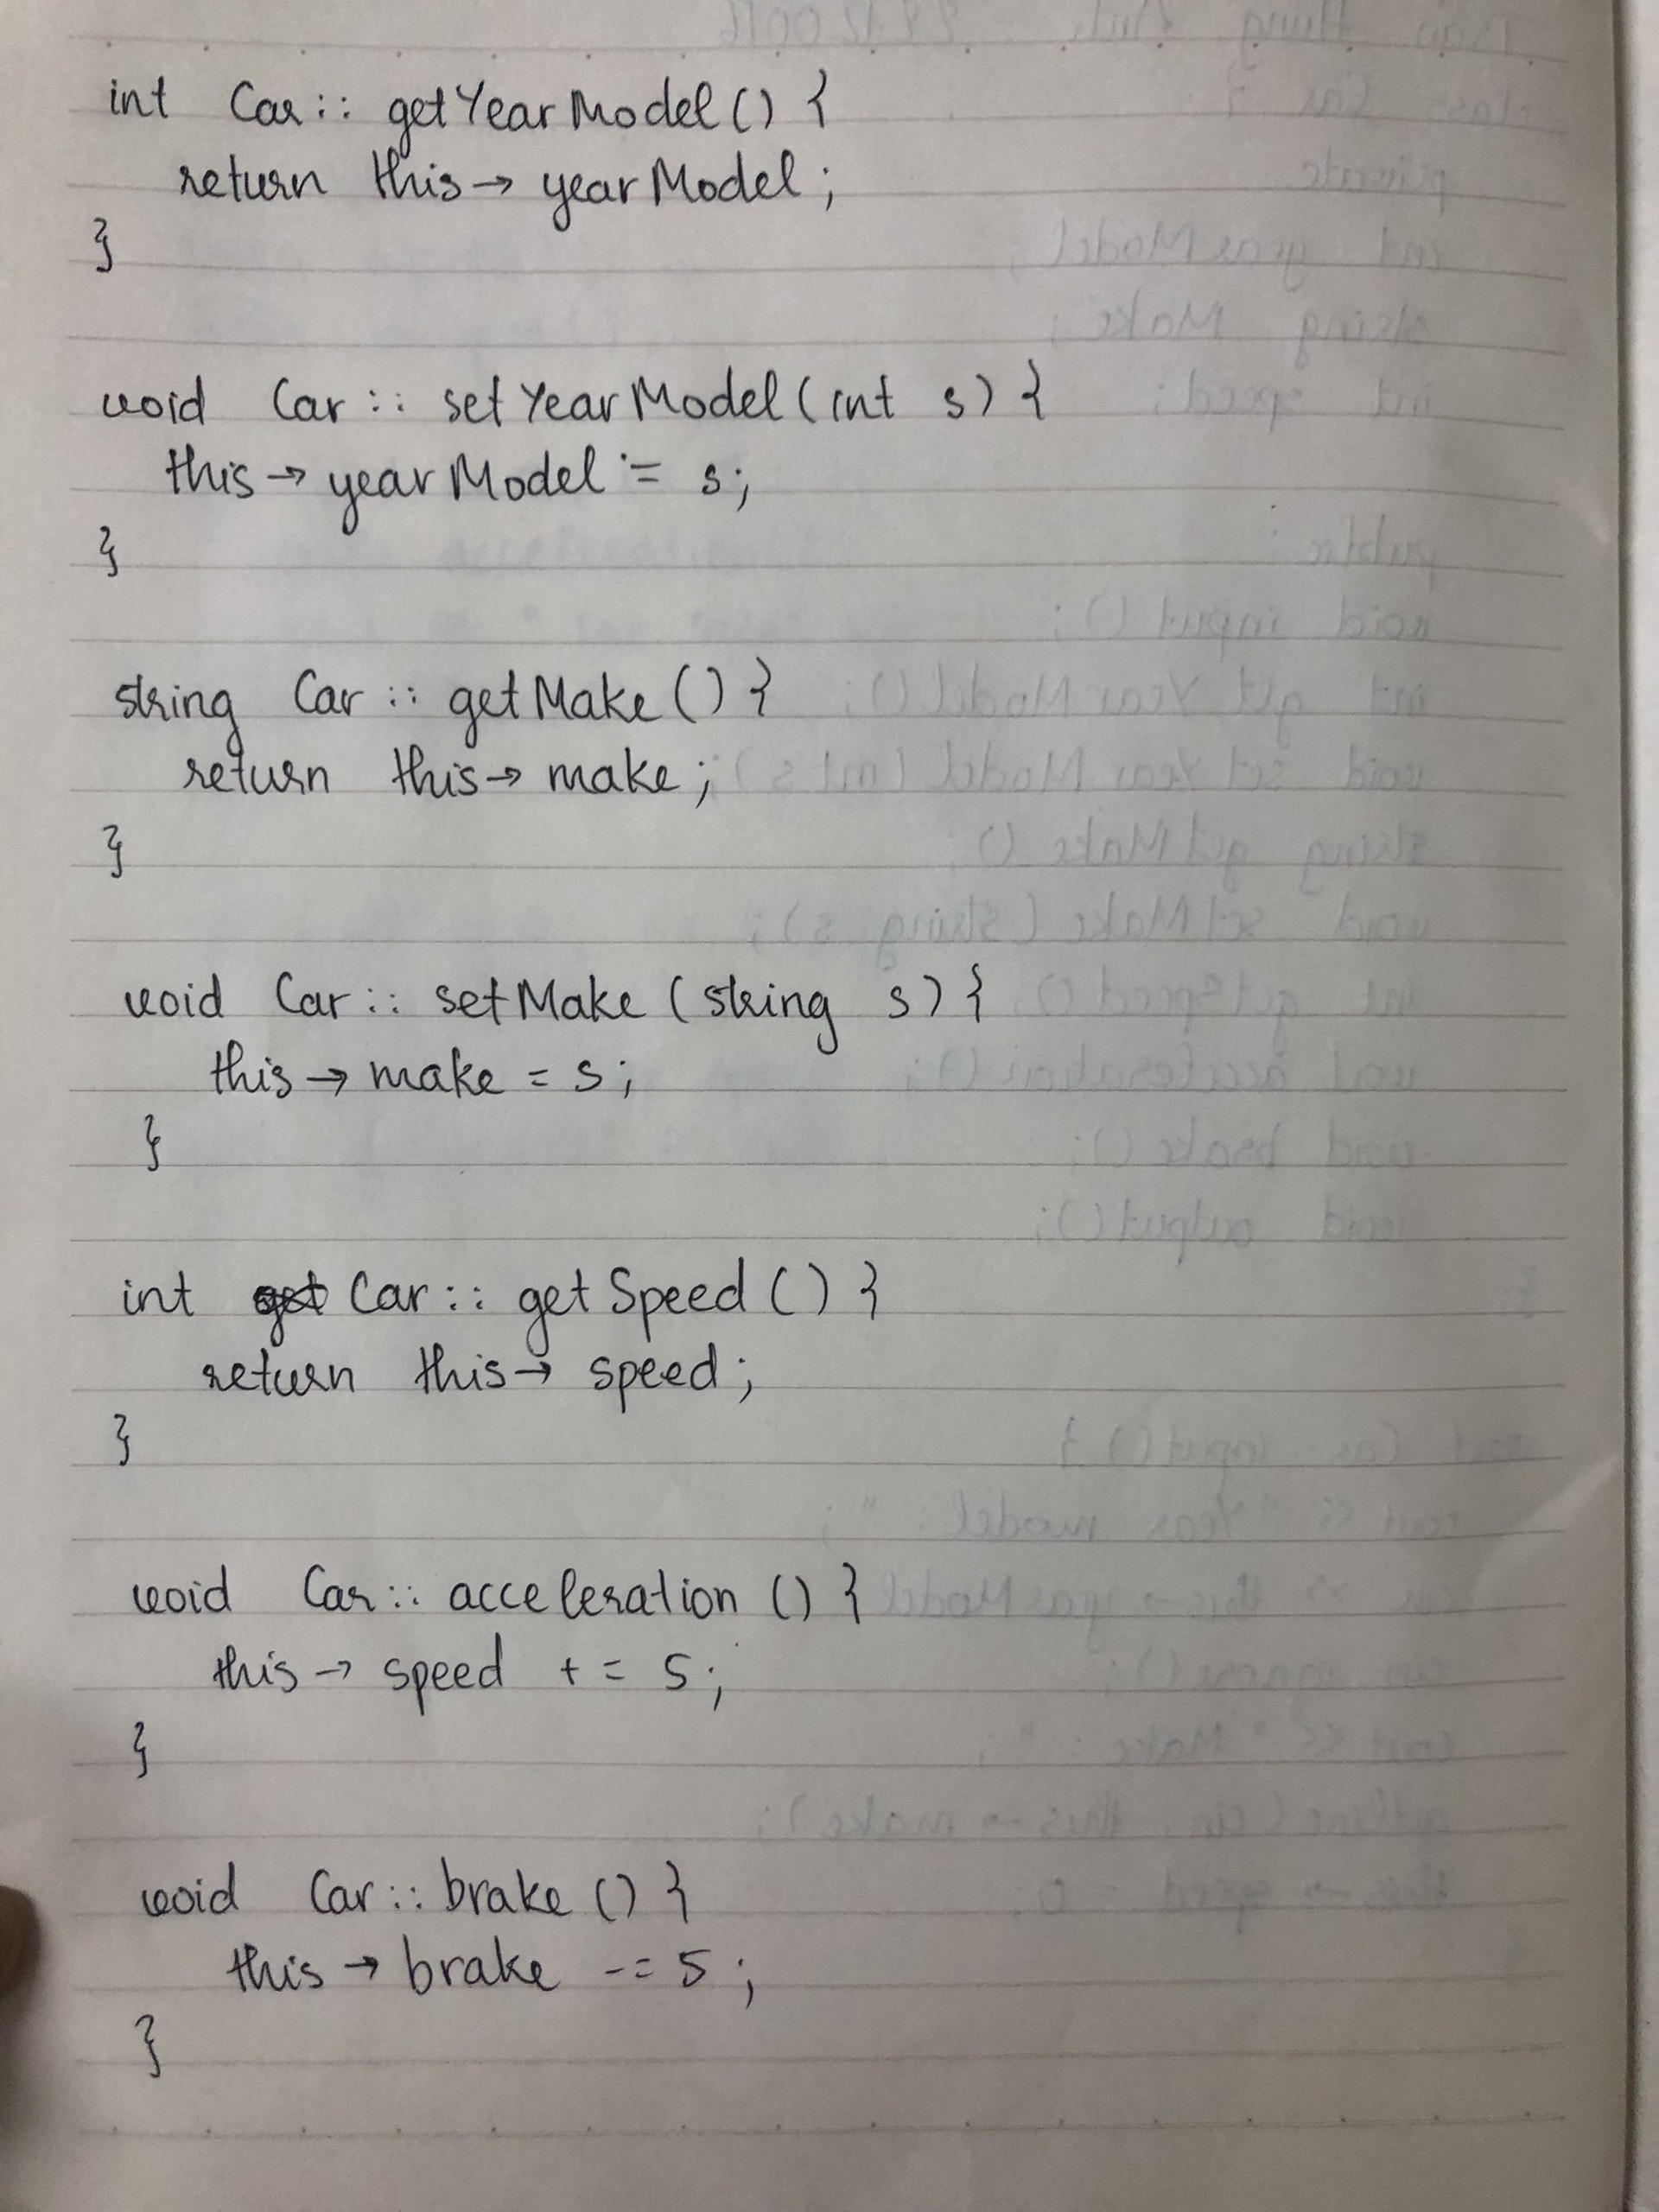 int Car :: getYearModel () {
return this → yearModel ;
}
void Car :: setYearModel ( int s ) {
this → yearModel = s ;
}
string Car :: getMake () {
return this → make ;
}
void Car :: setMake ( string s ) {
this → make = s ;
}
int Car :: getSpeed () {
return this → speed ;
}
void Car :: acceleration () {
this → speed += 5 ;
}
void Car :: brake () {
this → brake -= 5 ;
}